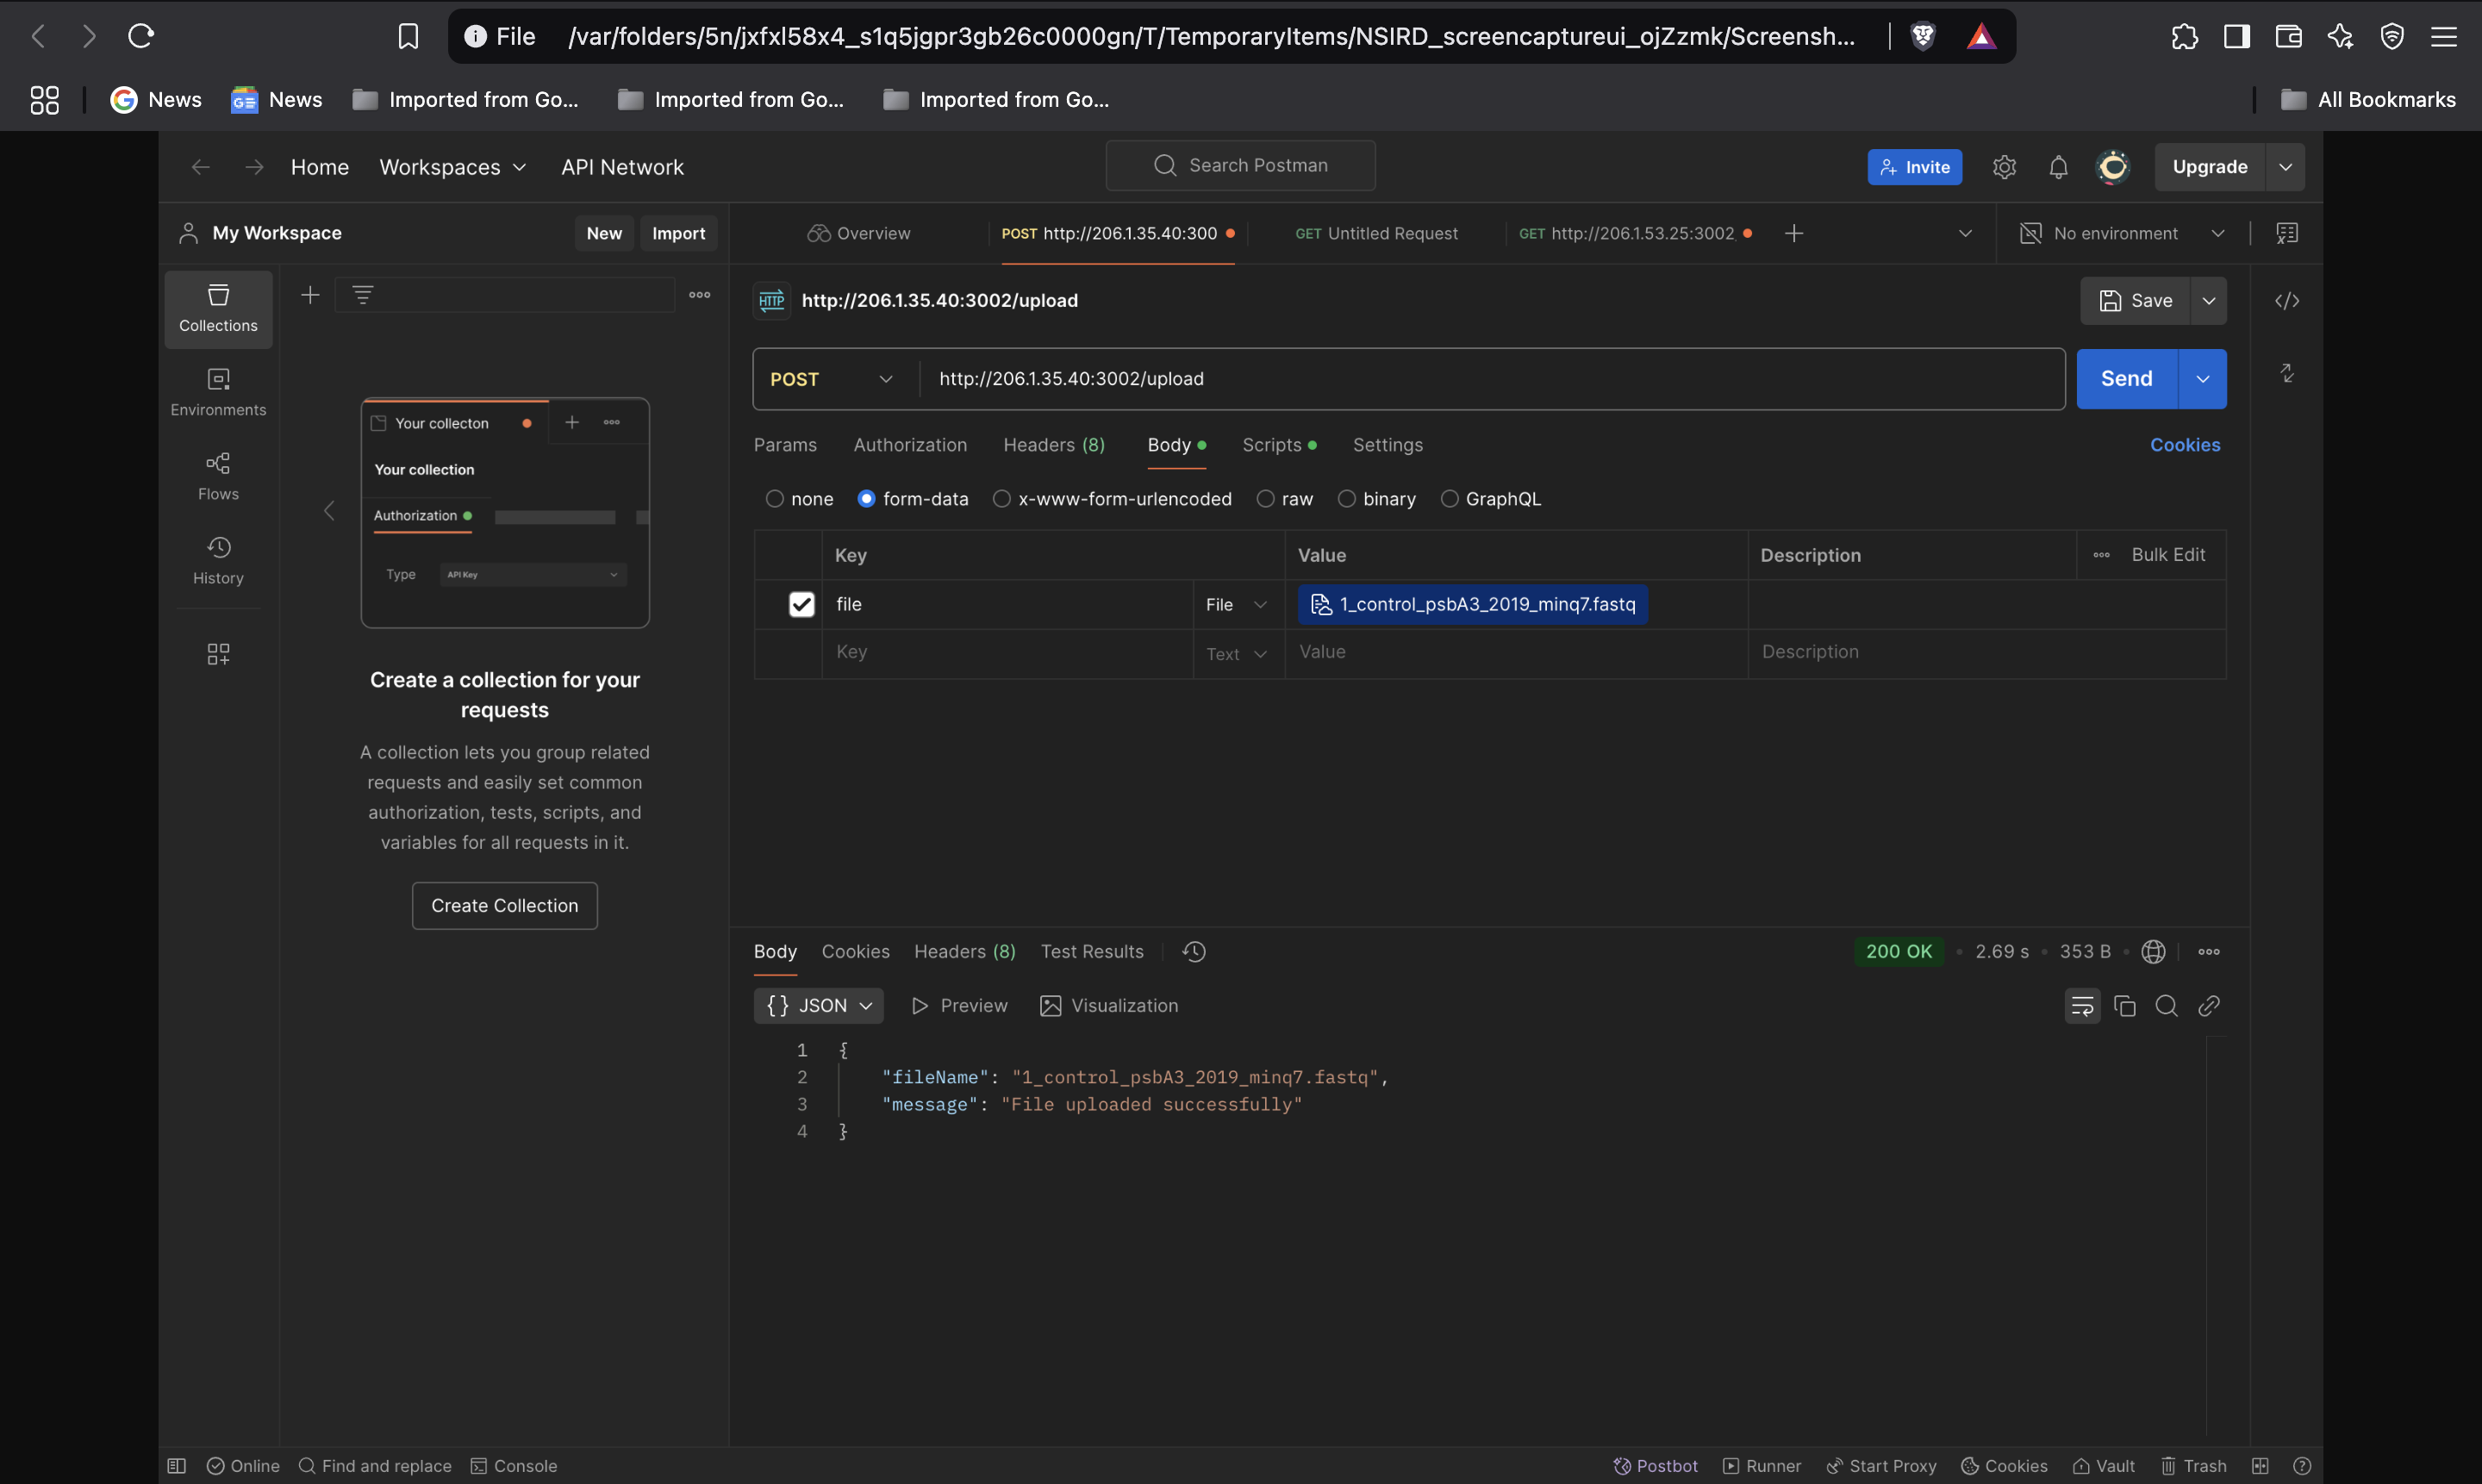 File /var/folders/5n/jxfxl58x4_s1q5jgpr3gb26c0000gn/T/TemporaryItems/NSIRD_screencaptureui_ojZzmk/Screensh...
News News Imported from Go... Imported from Go... Imported from Go... All Bookmarks
Home Workspaces API Network Search Postman Invite Upgrade
My Workspace New Import Overview POST http://206.1.35.40:300 GET Untitled Request GET http://206.1.53.25:3002 No environment
Collections
Environments
Flows
History
Your collecton
Your collection
Authorization
Type API Key
Create a collection for your
requests
A collection lets you group related
requests and easily set common
authorization, tests, scripts, and
variables for all requests in it.
Create Collection
HTTP http://206.1.35.40:3002/upload Save
POST http://206.1.35.40:3002/upload Send
Params Authorization Headers (8) Body Scripts Settings Cookies
none form-data x-www-form-urlencoded raw binary GraphQL
Key Value Description Bulk Edit
file File 1_control_psbA3_2019_minq7.fastq
Key Text Value Description
Body Cookies Headers (8) Test Results 200 OK 2.69 s 353 B
{} JSON Preview Visualization
1 {
2 "fileName": "1_control_psbA3_2019_minq7.fastq",
3 "message": "File uploaded successfully"
4 }
Online Find and replace Console Postbot Runner Start Proxy Cookies Vault Trash